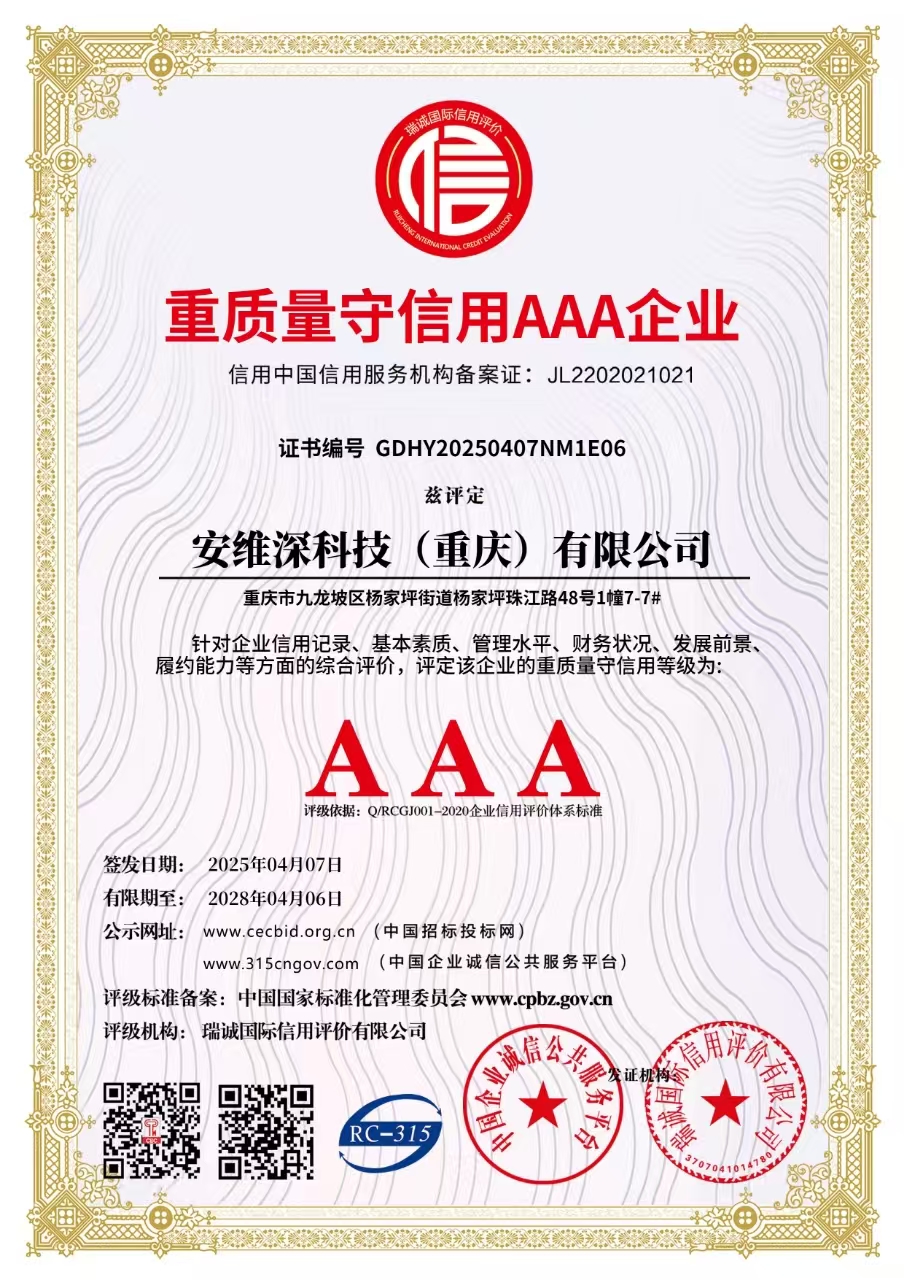 瑞诚国际信用评价
信
RUICHENG INTERNATIONAL CREDIT EVALUATION
重质量守信用AAA企业
信用中国信用服务机构备案证：JL2202021021
证书编号 GDHY20250407NM1E06
兹评定
安维深科技（重庆）有限公司
重庆市九龙坡区杨家坪街道杨家坪珠江路48号1幢7-7#
针对企业信用记录、基本素质、管理水平、财务状况、发展前景、
履约能力等方面的综合评价，评定该企业的重质量守信用等级为:
AAA
评级依据：Q/RCGJ001-2020企业信用评价体系标准
签发日期： 2025年04月07日
有限期至： 2028年04月06日
公示网址： www.cecbid.org.cn （中国招标投标网）
www.315cngov.com （中国企业诚信公共服务平台）
评级标准备案：中国国家标准化管理委员会 www.cpbz.gov.cn
评级机构： 瑞诚国际信用评价有限公司
发证机构：
RC-315
中国企业诚信公共服务平台
瑞诚国际信用评价有限公司
3707041014780